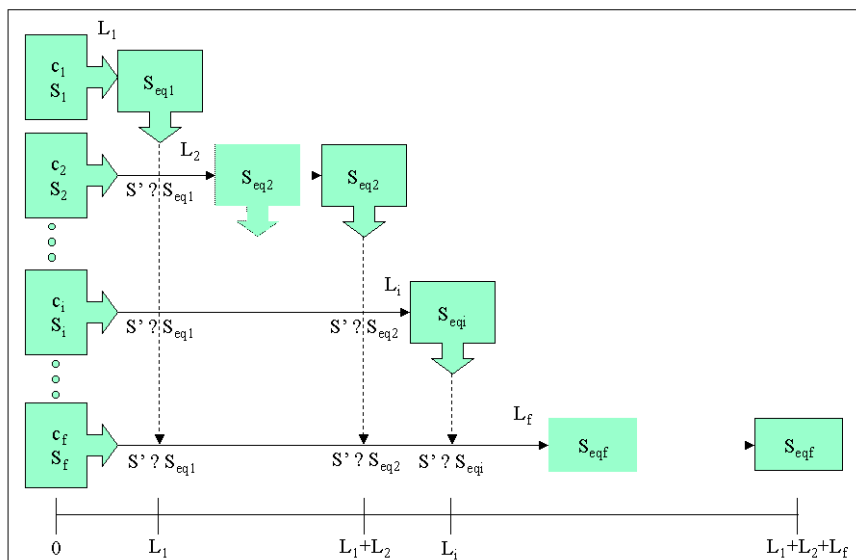 L1
c1
S1
Seq1
L2
c2
S2
S' ? Seq1
Seq2
Seq2
Li
ci
Si
S' ? Seq1
S' ? Seq2
Seqi
Lf
cf
Sf
S' ? Seq1
S' ? Seq2
S' ? Seqi
Seqf
Seqf
0
L1
L1+L2
Li
L1+L2+Lf